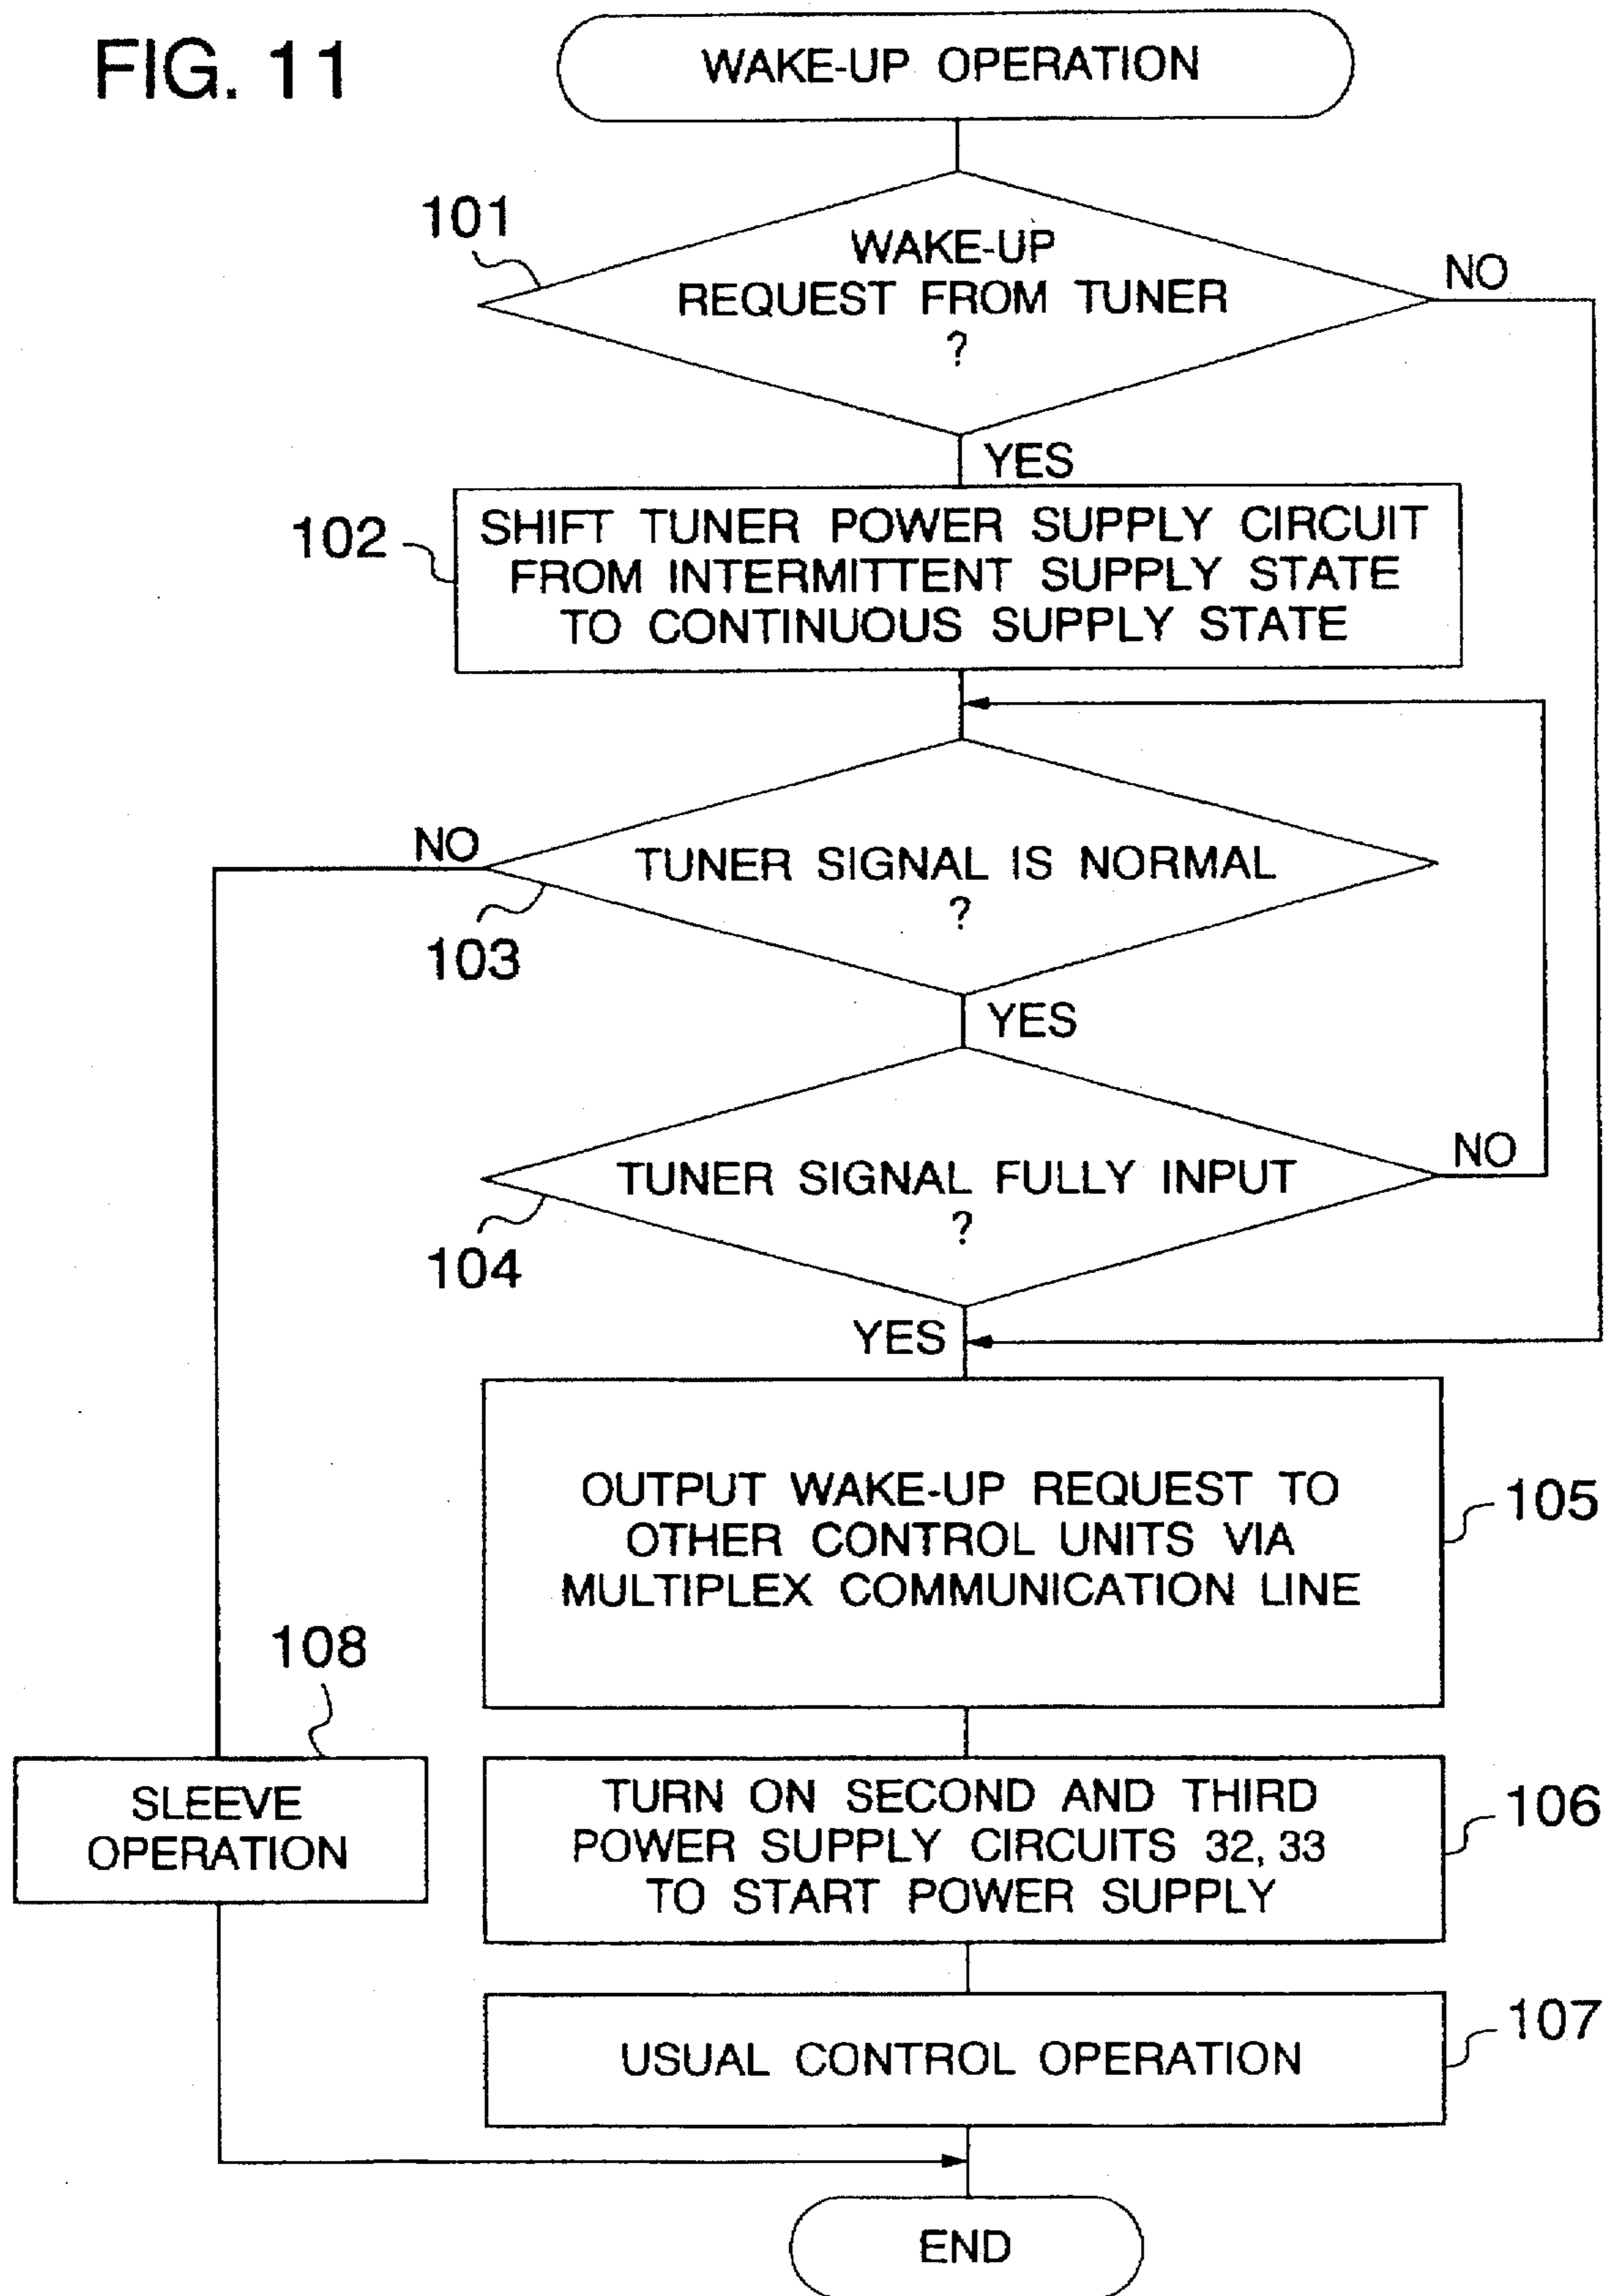 FIG. 11
WAKE-UP OPERATION
101
WAKE-UP
REQUEST FROM TUNER
?
NO
YES
102
SHIFT TUNER POWER SUPPLY CIRCUIT
FROM INTERMITTENT SUPPLY STATE
TO CONTINUOUS SUPPLY STATE
NO
TUNER SIGNAL IS NORMAL
?
103
YES
TUNER SIGNAL FULLY INPUT
?
NO
104
YES
OUTPUT WAKE-UP REQUEST TO
OTHER CONTROL UNITS VIA
MULTIPLEX COMMUNICATION LINE
105
108
SLEEVE
OPERATION
TURN ON SECOND AND THIRD
POWER SUPPLY CIRCUITS 32, 33
TO START POWER SUPPLY
106
USUAL CONTROL OPERATION
107
END